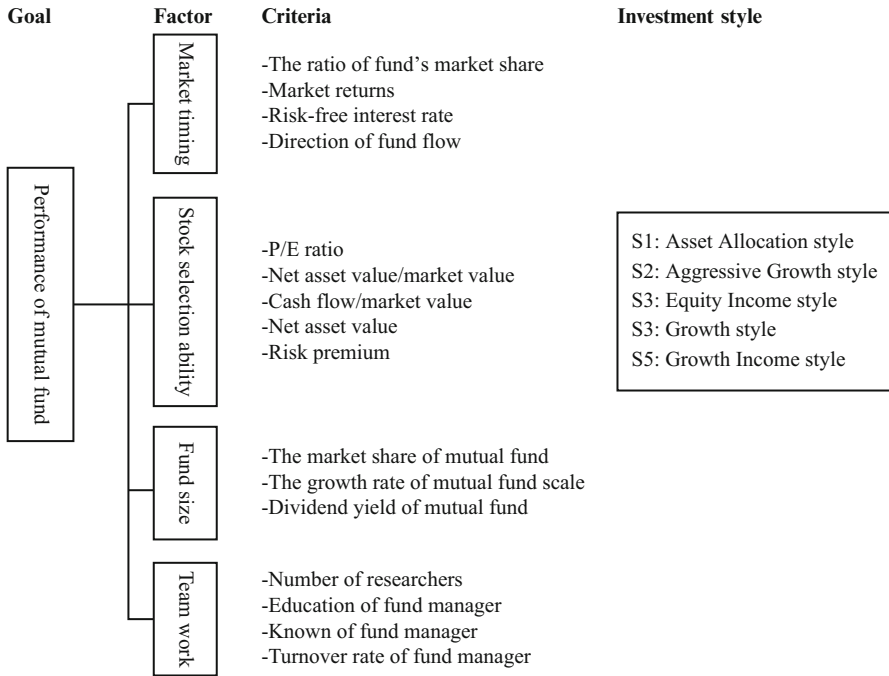 Goal Factor Criteria Investment style
Performance of mutual fund
Market timing
-The ratio of fund’s market share
-Market returns
-Risk-free interest rate
-Direction of fund flow
Stock selection ability
-P/E ratio
-Net asset value/market value
-Cash flow/market value
-Net asset value
-Risk premium
Fund size
-The market share of mutual fund
-The growth rate of mutual fund scale
-Dividend yield of mutual fund
Team work
-Number of researchers
-Education of fund manager
-Known of fund manager
-Turnover rate of fund manager
S1: Asset Allocation style
S2: Aggressive Growth style
S3: Equity Income style
S3: Growth style
S5: Growth Income style